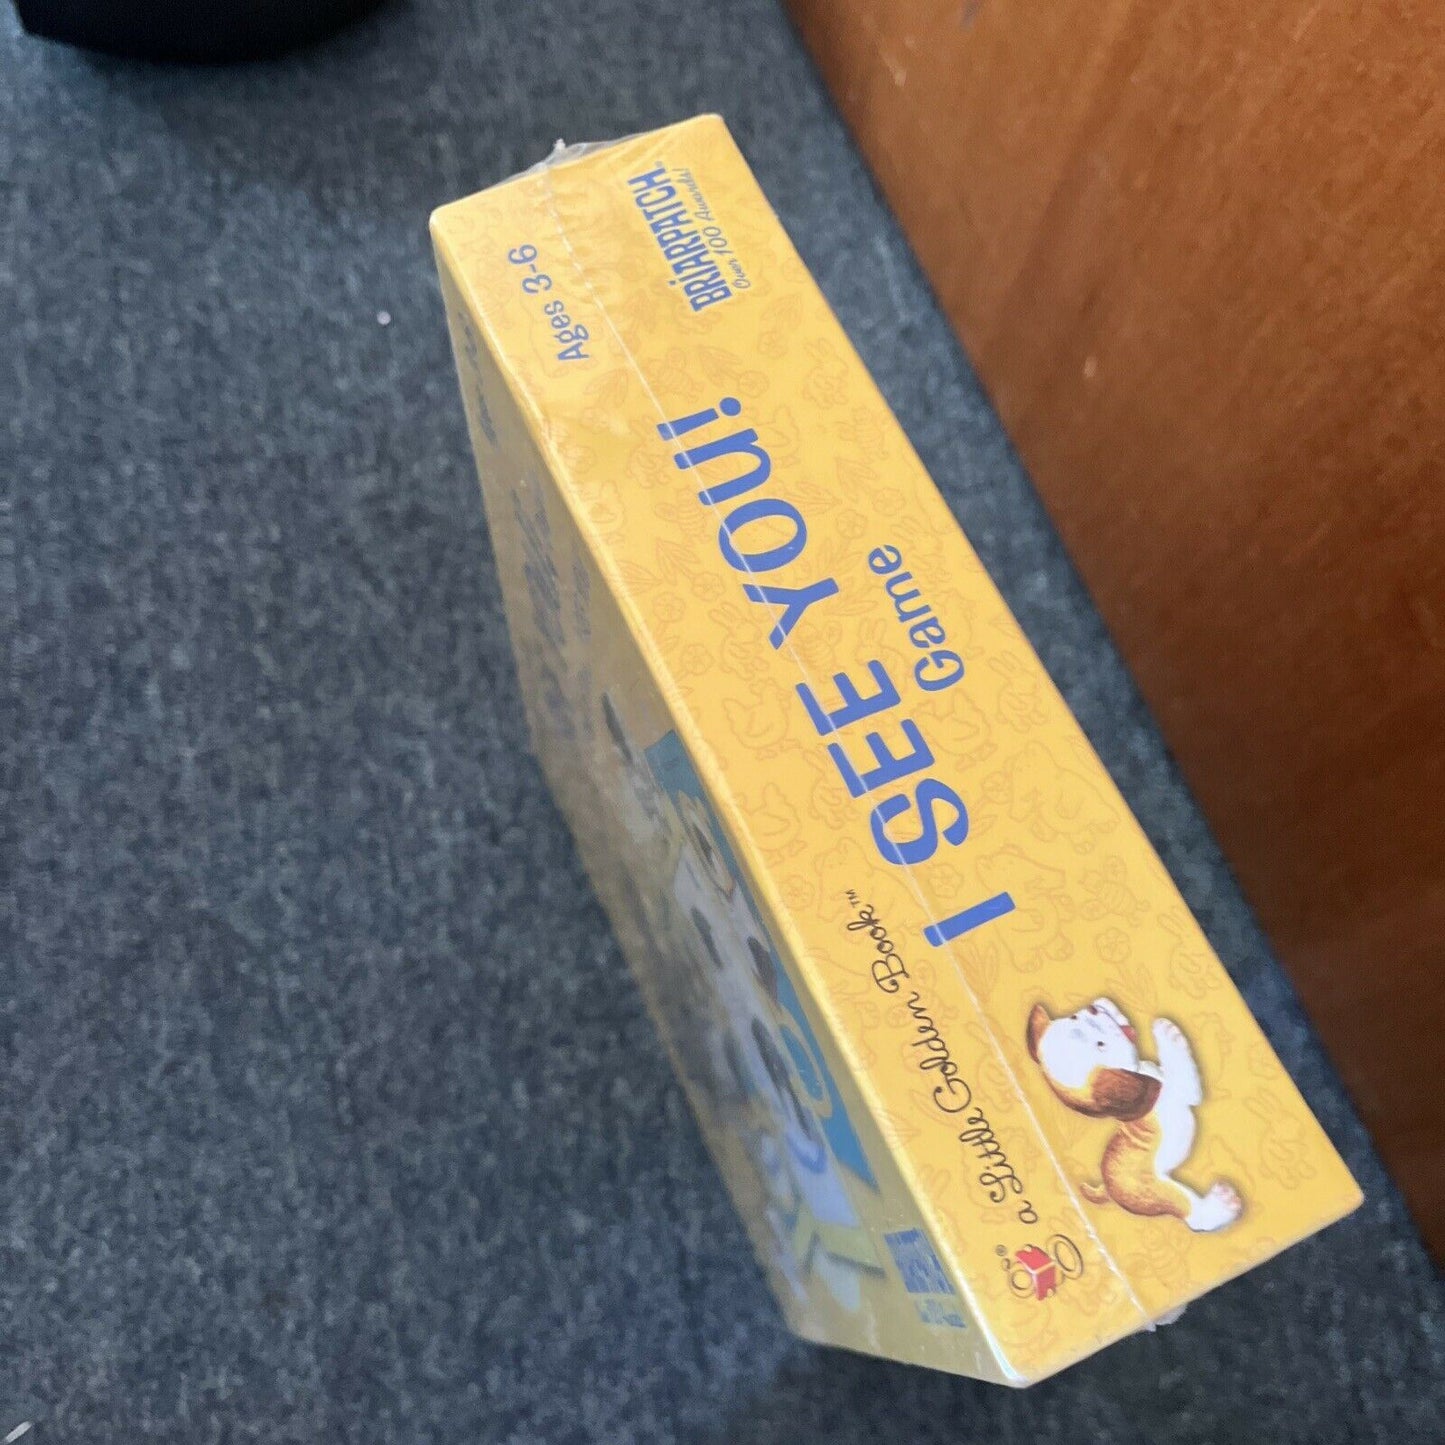 a Little Golden Book™
I SEE YOU!
Game
Ages 3-6
BRIARPATCH®
Over 100 Awards!